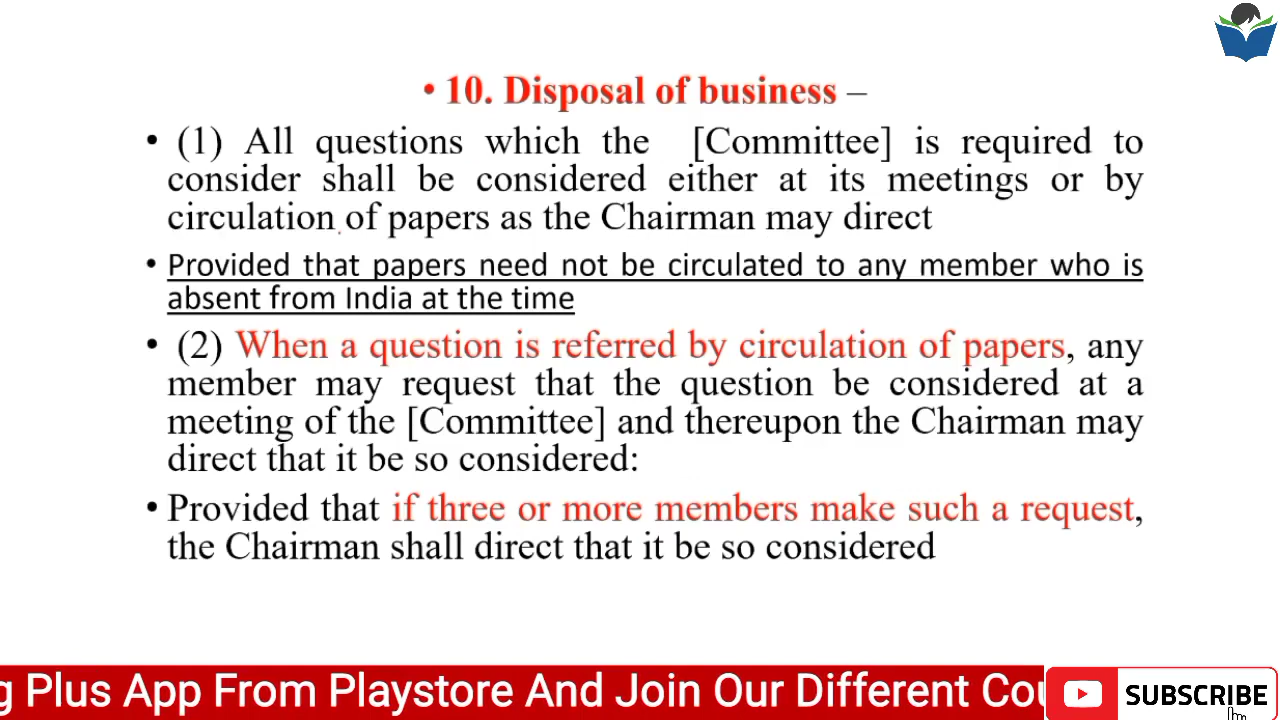 • 10. Disposal of business –
• (1) All questions which the [Committee] is required to
consider shall be considered either at its meetings or by
circulation of papers as the Chairman may direct
• Provided that papers need not be circulated to any member who is
absent from India at the time
• (2) When a question is referred by circulation of papers, any
member may request that the question be considered at a
meeting of the [Committee] and thereupon the Chairman may
direct that it be so considered:
• Provided that if three or more members make such a request,
the Chairman shall direct that it be so considered
g Plus App From Playstore And Join Our Different Cou
SUBSCRIBE